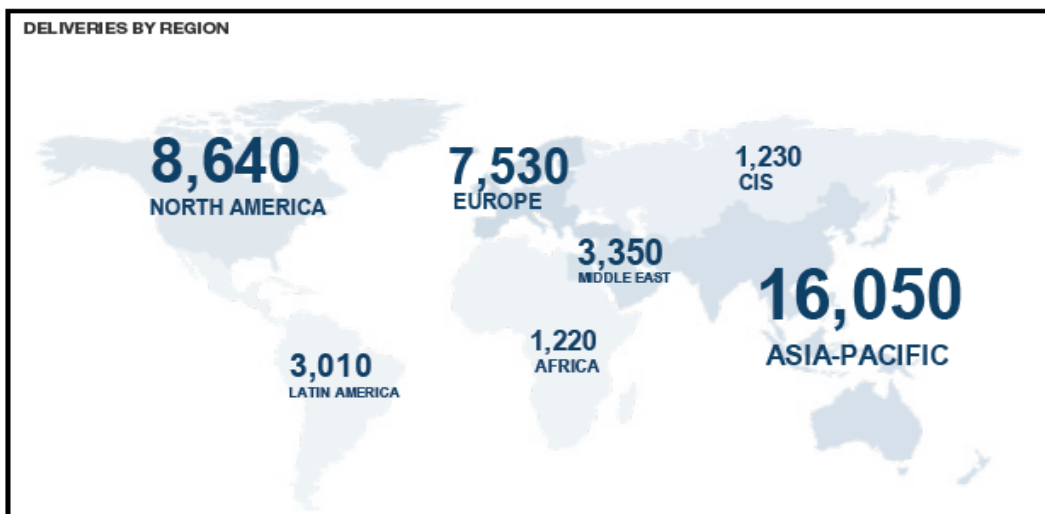 DELIVERIES BY REGION
8,640
NORTH AMERICA
7,530
EUROPE
1,230
CIS
3,350
MIDDLE EAST
16,050
ASIA-PACIFIC
1,220
AFRICA
3,010
LATIN AMERICA